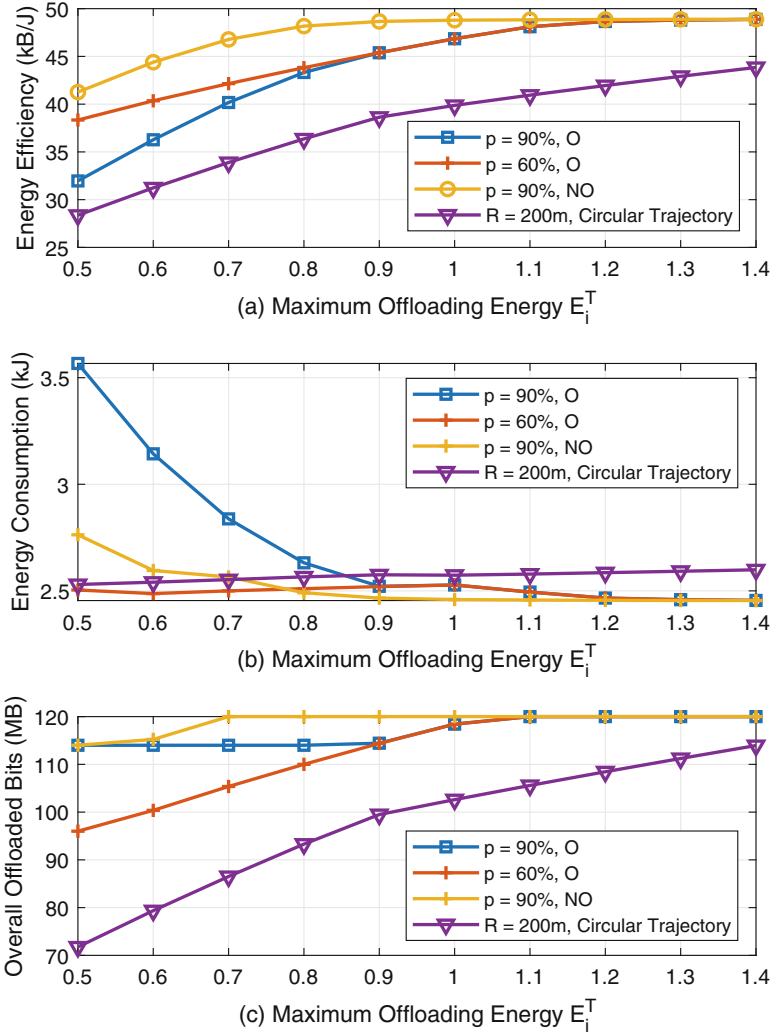 50
45
40
35
30
25
Energy Efficiency (kB/J)
p = 90%, O
p = 60%, O
p = 90%, NO
R = 200m, Circular Trajectory
0.5 0.6 0.7 0.8 0.9 1 1.1 1.2 1.3 1.4
(a) Maximum Offloading Energy E_i^T
3.5
3
2.5
Energy Consumption (kJ)
p = 90%, O
p = 60%, O
p = 90%, NO
R = 200m, Circular Trajectory
0.5 0.6 0.7 0.8 0.9 1 1.1 1.2 1.3 1.4
(b) Maximum Offloading Energy E_i^T
120
110
100
90
80
70
Overall Offloaded Bits (MB)
p = 90%, O
p = 60%, O
p = 90%, NO
R = 200m, Circular Trajectory
0.5 0.6 0.7 0.8 0.9 1 1.1 1.2 1.3 1.4
(c) Maximum Offloading Energy E_i^T